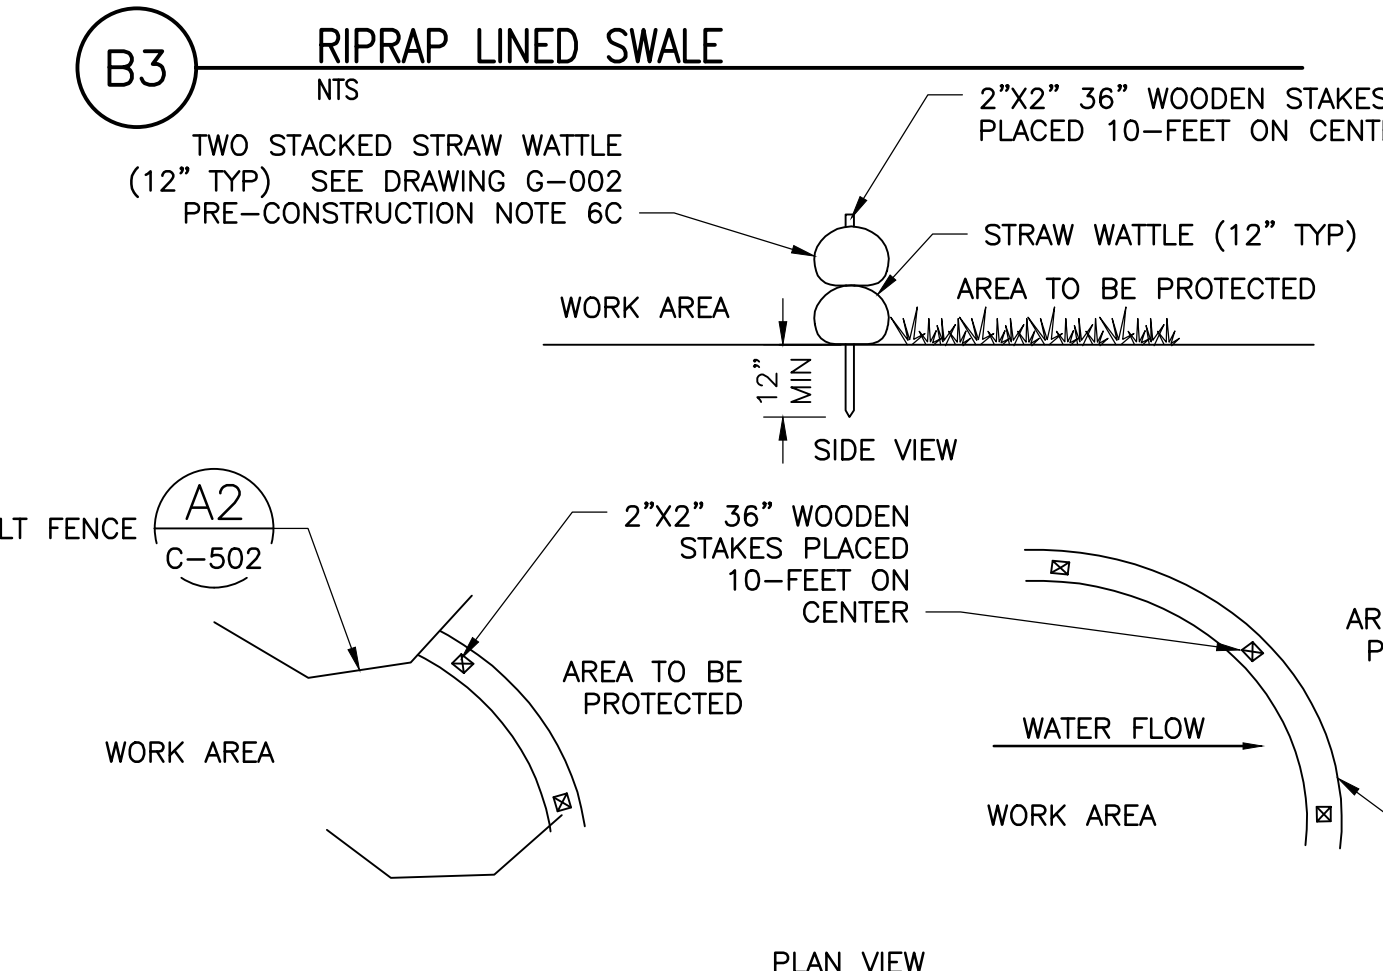 B3
RIPRAP LINED SWALE
NTS
2”X2” 36” WOODEN STAKES
PLACED 10–FEET ON
TWO STACKED STRAW WATTLE
(12” TYP) SEE DRAWING G–002
PRE–CONSTRUCTION NOTE 6C
STRAW WATTLE (12” TYP)
AREA TO BE PROTECTED
WORK AREA
12”
MIN
SIDE VIEW
FENCE
A2
C–502
2”X2” 36” WOODEN
STAKES PLACED
10–FEET ON
CENTER
AREA TO BE
PROTECTED
WORK AREA
WATER FLOW
WORK AREA
PLAN VIEW